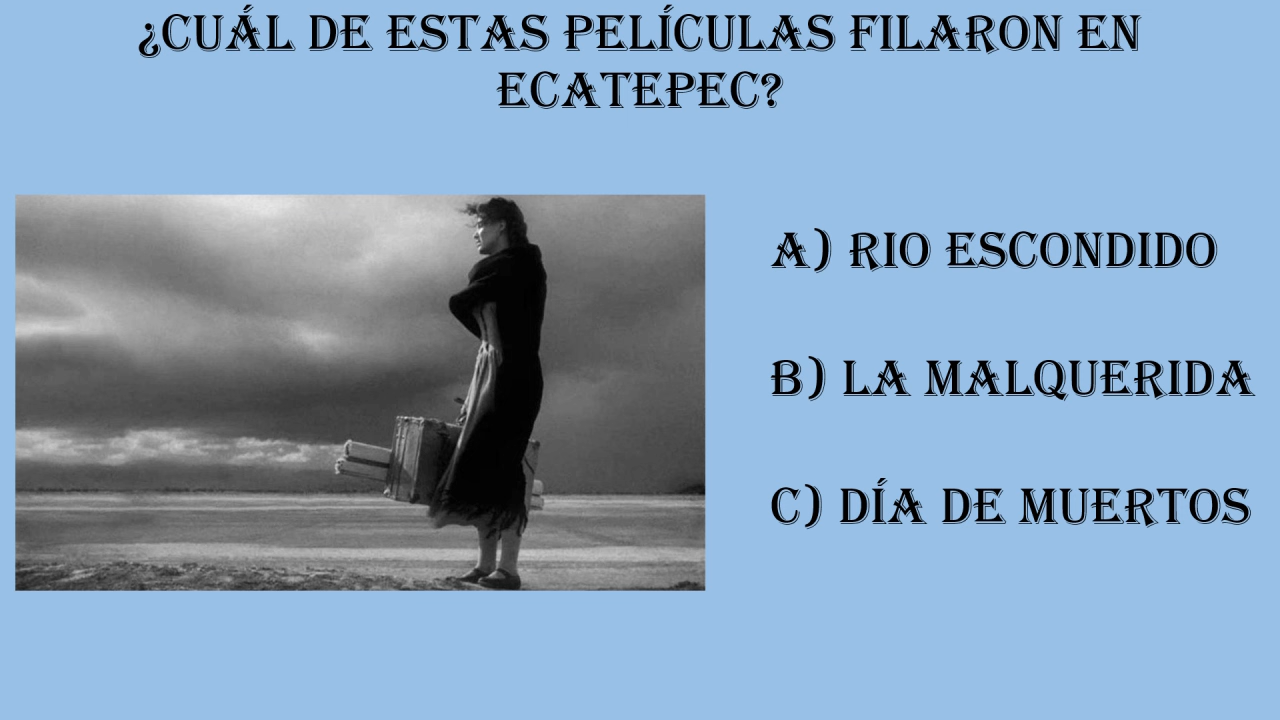 ¿CUÁL DE ESTAS PELÍCULAS FILARON EN
ECATEPEC?
A) RIO ESCONDIDO
B) LA MALQUERIDA
C) DÍA DE MUERTOS